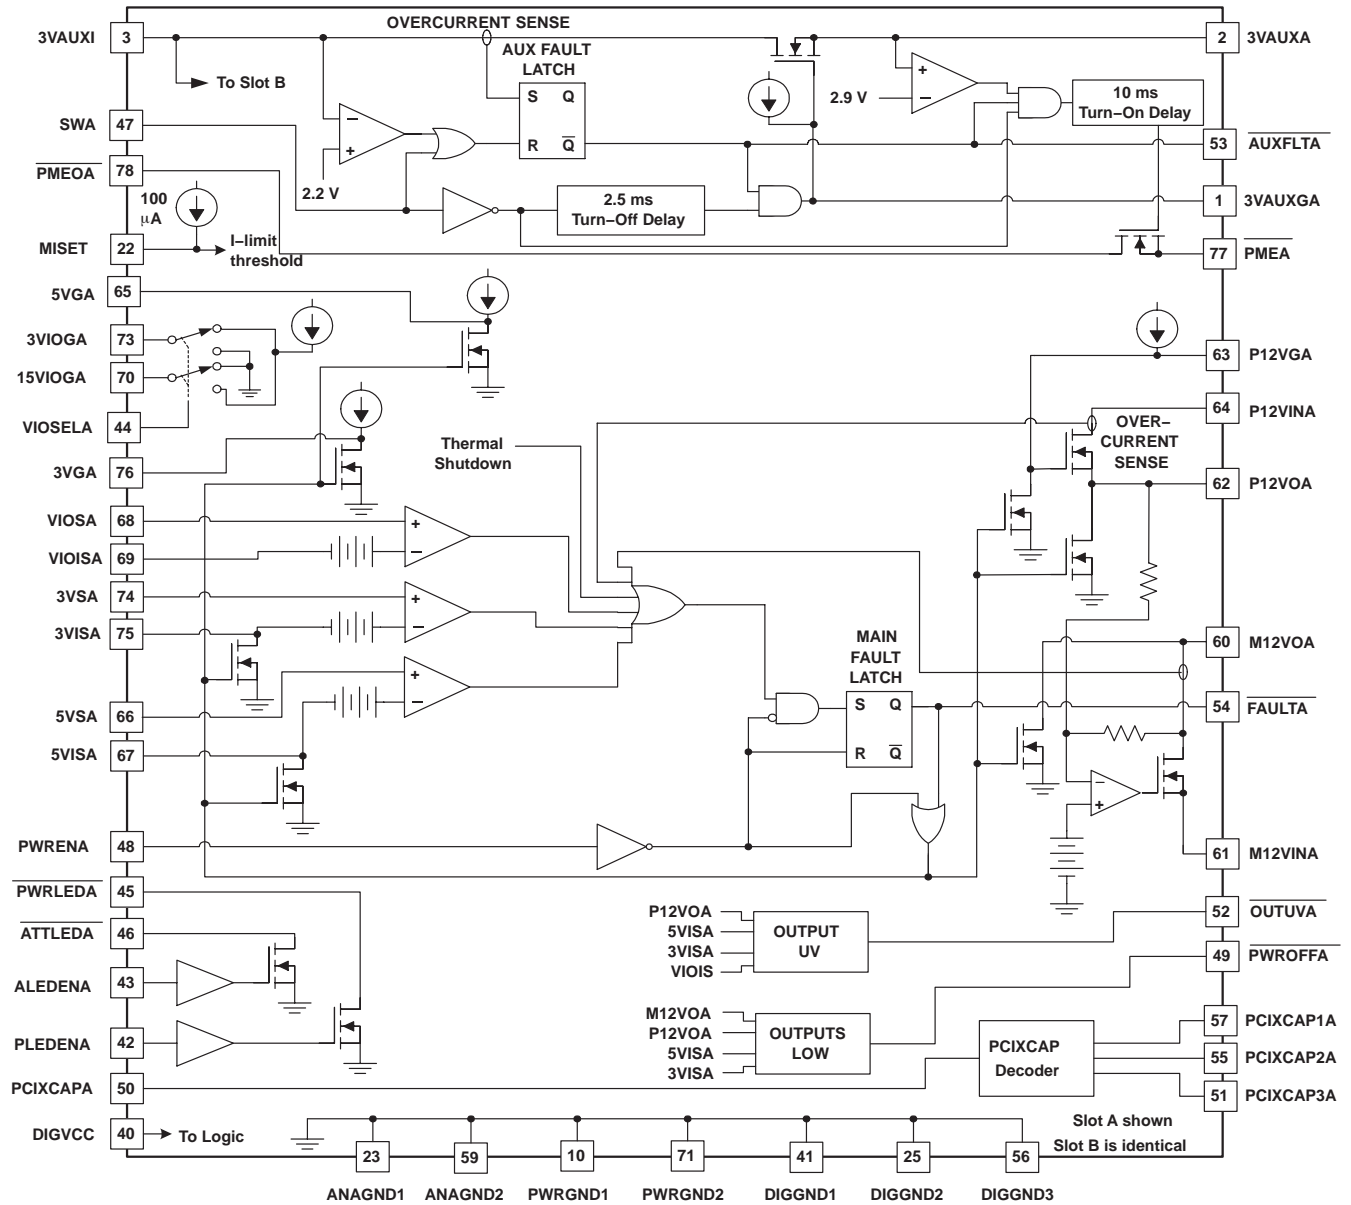 OVERCURRENT SENSE
3VAUXI 3
2 3VAUXA
AUX FAULT
LATCH
To Slot B
S Q
R Q
2.9 V
10 ms
Turn–On Delay
SWA 47
53 AUXFLTA
PMEOA 78
2.2 V
2.5 ms
Turn–Off Delay
1 3VAUXGA
100
μA
MISET 22
I–limit
threshold
77 PMEA
5VGA 65
3VIOGA 73
63 P12VGA
15VIOGA 70
64 P12VINA
VIOSELA 44
OVER–
CURRENT
SENSE
Thermal
Shutdown
3VGA 76
62 P12VOA
VIOSA 68
VIOISA 69
3VSA 74
3VISA 75
60 M12VOA
MAIN
FAULT
LATCH
S Q
R Q
54 FAULTA
5VSA 66
5VISA 67
PWRENA 48
61 M12VINA
PWRLEDA 45
P12VOA
5VISA
3VISA
VIOIS
OUTPUT
UV
52 OUTUVA
ATTLEDA 46
49 PWROFFA
ALEDENA 43
M12VOA
P12VOA
5VISA
3VISA
OUTPUTS
LOW
PLEDENA 42
PCIXCAP
Decoder
57 PCIXCAP1A
55 PCIXCAP2A
51 PCIXCAP3A
PCIXCAPA 50
DIGVCC 40 To Logic
Slot A shown
Slot B is identical
23 59 10 71 41 25 56
ANAGND1 ANAGND2 PWRGND1 PWRGND2 DIGGND1 DIGGND2 DIGGND3